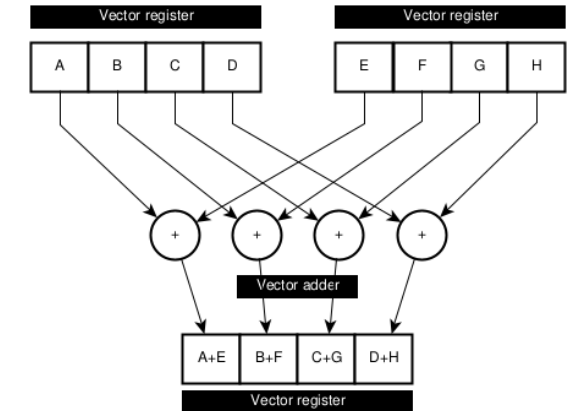 Vector register
Vector register
A B C D
E F G H
+ + + +
Vector adder
A+E B+F C+G D+H
Vector register